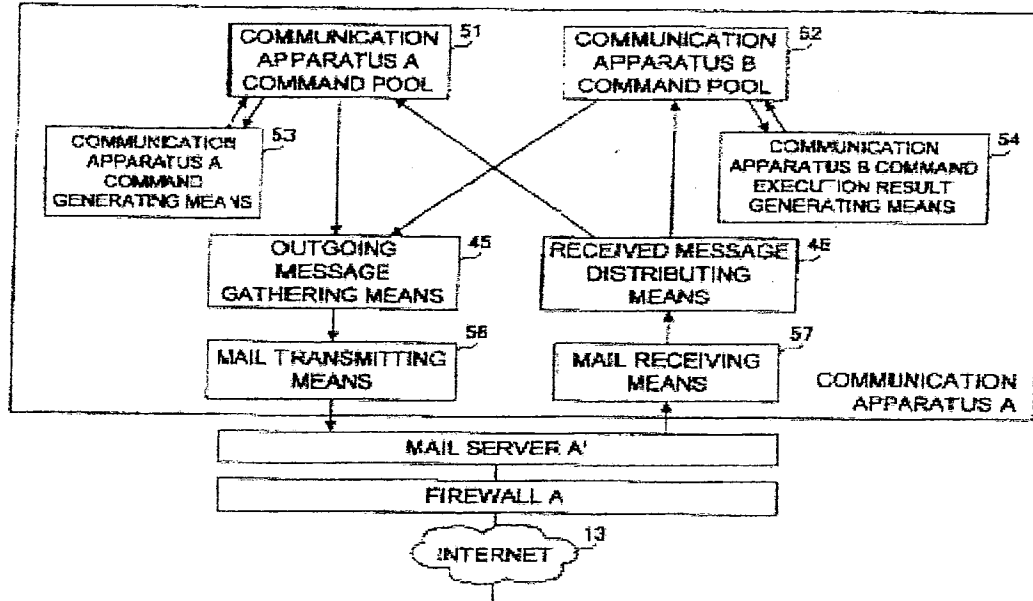 COMMUNICATION
APPARATUS A
COMMAND POOL
51
COMMUNICATION
APPARATUS B
COMMAND POOL
52
COMMUNICATION
APPARATUS A
COMMAND
GENERATING MEANS
53
COMMUNICATION
APPARATUS B COMMAND
EXECUTION RESULT
GENERATING MEANS
54
OUTGOING
MESSAGE
GATHERING MEANS
45
RECEIVED MESSAGE
DISTRIBUTING
MEANS
46
MAIL TRANSMITTING
MEANS
56
MAIL RECEIVING
MEANS
57
COMMUNICATION
APPARATUS A
MAIL SERVER A'
FIREWALL A
INTERNET
13